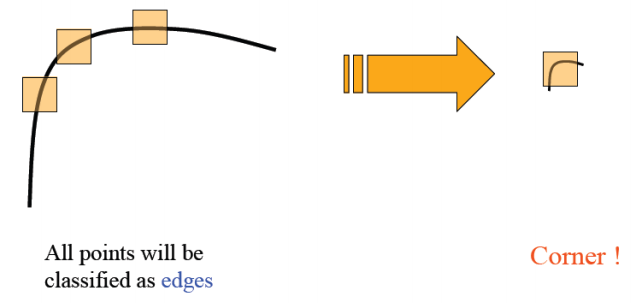 All points will be
classified as edges
Corner !